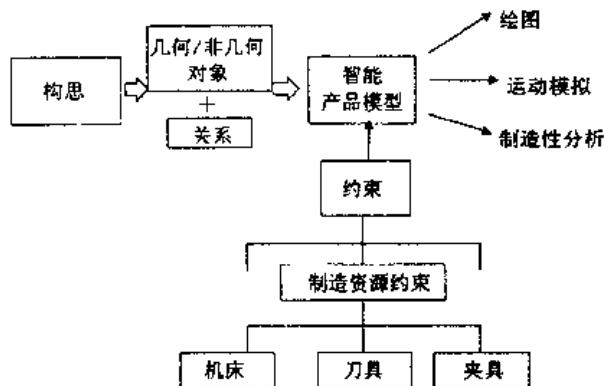 几何/非几何
对象
构思
+
关系
智能
产品模型
绘图
运动模拟
制造性分析
约束
制造资源约束
机床
刀具
夹具